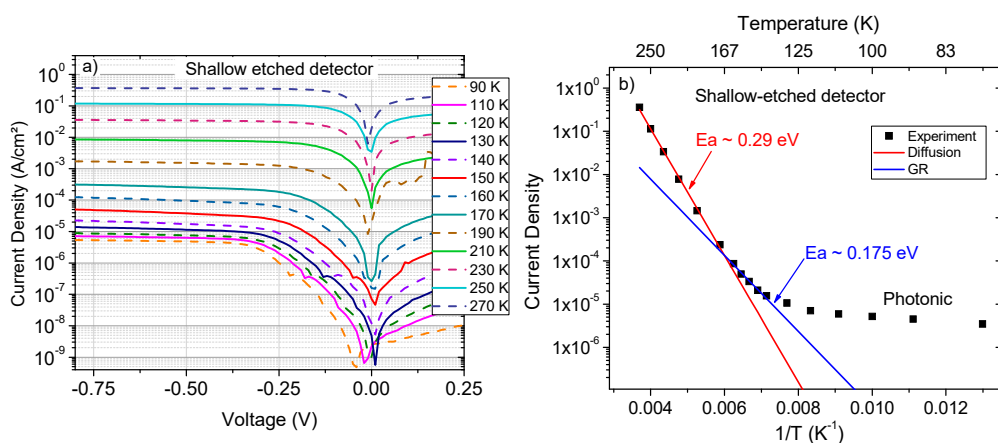 a)
Shallow etched detector
Current Density (A/cm²)
10⁰
10⁻¹
10⁻²
10⁻³
10⁻⁴
10⁻⁵
10⁻⁶
10⁻⁷
10⁻⁸
10⁻⁹
-0.75
-0.50
-0.25
0.00
0.25
Voltage (V)
90 K
110 K
120 K
130 K
140 K
150 K
160 K
170 K
190 K
210 K
230 K
250 K
270 K
Temperature (K)
250
167
125
100
83
b)
Shallow-etched detector
Experiment
Diffusion
GR
Ea ~ 0.29 eV
Ea ~ 0.175 eV
Photonic
Current Density
1x10⁰
1x10⁻¹
1x10⁻²
1x10⁻³
1x10⁻⁴
1x10⁻⁵
1x10⁻⁶
0.004
0.006
0.008
0.010
0.012
1/T (K⁻¹)